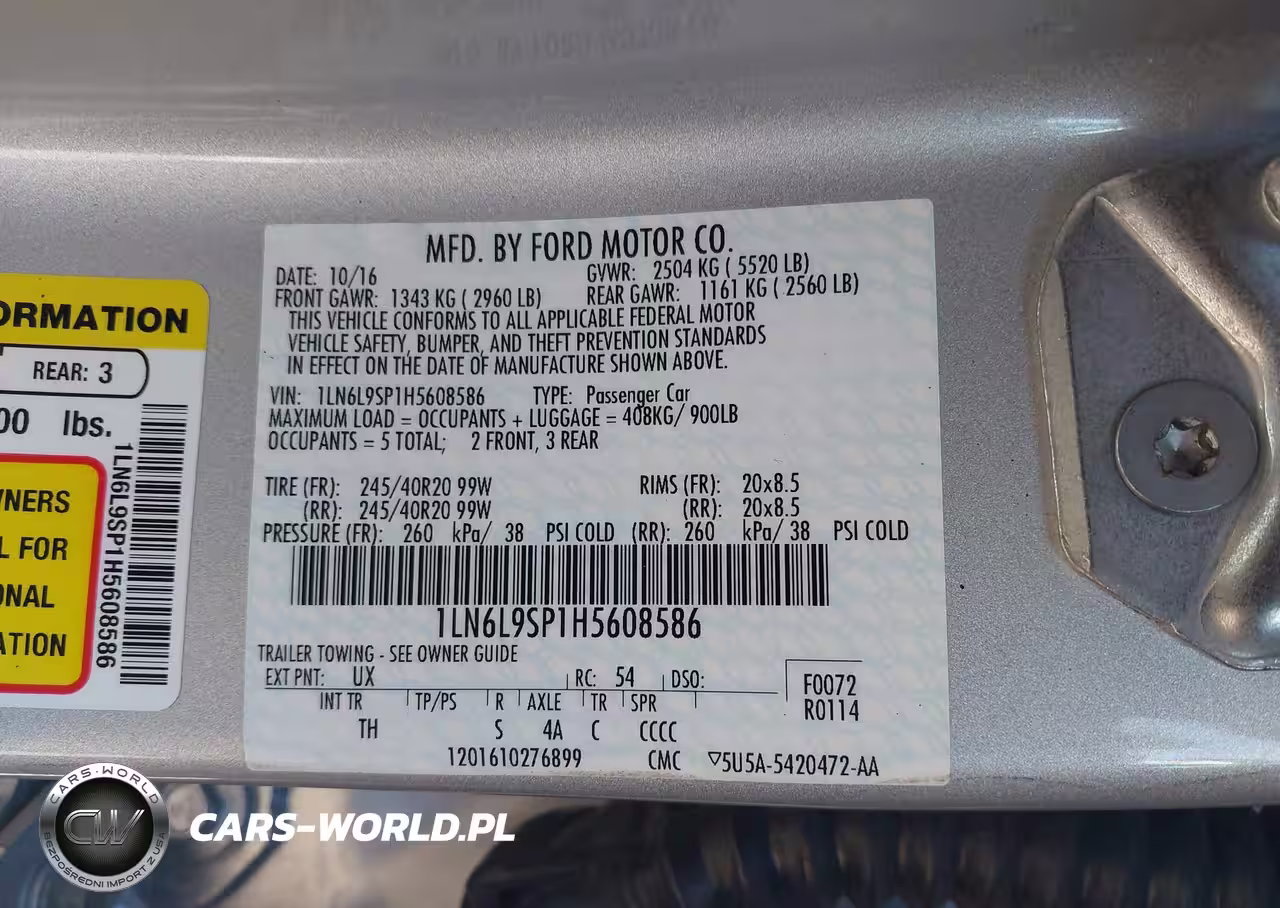 MFD. BY FORD MOTOR CO.
DATE: 10/16 GVWR: 2504 KG ( 5520 LB)
FRONT GAWR: 1343 KG ( 2960 LB) REAR GAWR: 1161 KG ( 2560 LB)
THIS VEHICLE CONFORMS TO ALL APPLICABLE FEDERAL MOTOR
VEHICLE SAFETY, BUMPER, AND THEFT PREVENTION STANDARDS
IN EFFECT ON THE DATE OF MANUFACTURE SHOWN ABOVE.
VIN: 1LN6L9SP1H5608586 TYPE: Passenger Car
MAXIMUM LOAD = OCCUPANTS + LUGGAGE = 408KG/ 900LB
OCCUPANTS = 5 TOTAL; 2 FRONT, 3 REAR
TIRE (FR): 245/40R20 99W RIMS (FR): 20x8.5
(RR): 245/40R20 99W (RR): 20x8.5
PRESSURE (FR): 260 kPa/ 38 PSI COLD (RR): 260 kPa/ 38 PSI COLD
1LN6L9SP1H5608586
TRAILER TOWING - SEE OWNER GUIDE
EXT PNT: UX RC: 54 DSO:
F0072
R0114
INT TR TP/PS R AXLE TR SPR
TH S 4A C CCCC
1201610276899 CMC ▽5U5A-5420472-AA
ORMATION
REAR: 3
00 lbs.
WNERS
L FOR
ONAL
ATION
1LN6L9SP1H5608586
CARS-WORLD
CW
BEZPOŚREDNI IMPORT Z USA
CARS-WORLD.PL